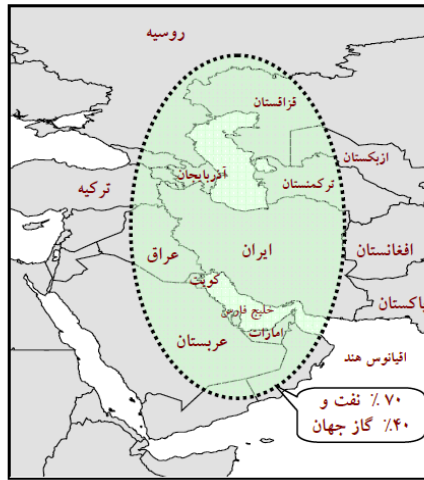 روسیه
قزاقستان
ازبکستان
آذربایجان
ترکمنستان
ترکیه
افغانستان
ایران
عراق
کویت
پاکستان
خلیج فارس
امارات
عربستان
اقیانوس هند
۷۰ ٪ نفت و
۴۰٪ گاز جهان